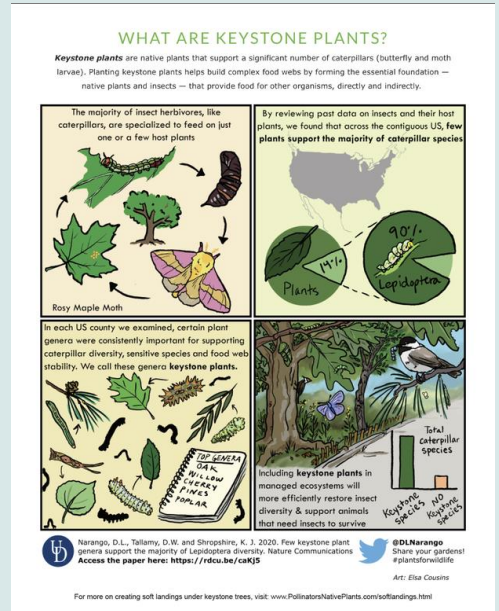 WHAT ARE KEYSTONE PLANTS?
Keystone plants are native plants that support a significant number of caterpillars (butterfly and moth
larvae). Planting keystone plants helps build complex food webs by forming the essential foundation —
native plants and insects — that provide food for other organisms, directly and indirectly.
The majority of insect herbivores, like
caterpillars, are specialized to feed on just
one or a few host plants
Rosy Maple Moth
By reviewing past data on insects and their host
plants, we found that across the contiguous US, few
plants support the majority of caterpillar species
14%
Plants
90%
Lepidoptera
In each US county we examined, certain plant
genera were consistently important for supporting
caterpillar diversity, sensitive species and food web
stability. We call these genera keystone plants.
TOP GENERA
OAK
WILLOW
CHERRY
PINES
POPLAR
Including keystone plants in
managed ecosystems will
more efficiently restore insect
diversity & support animals
that need insects to survive
Total
caterpillar
species
Keystone
species
NO
Keystone
species
UD
Narango, D.L., Tallamy, D.W. and Shropshire, K. J. 2020. Few keystone plant
genera support the majority of Lepidoptera diversity. Nature Communications
Access the paper here: https://rdcu.be/caKj5
@DLNarango
Share your gardens!
#plantsforwildlife
Art: Elsa Cousins
For more on creating soft landings under keystone trees, visit: www.PollinatorsNativePlants.com/softlandings.html